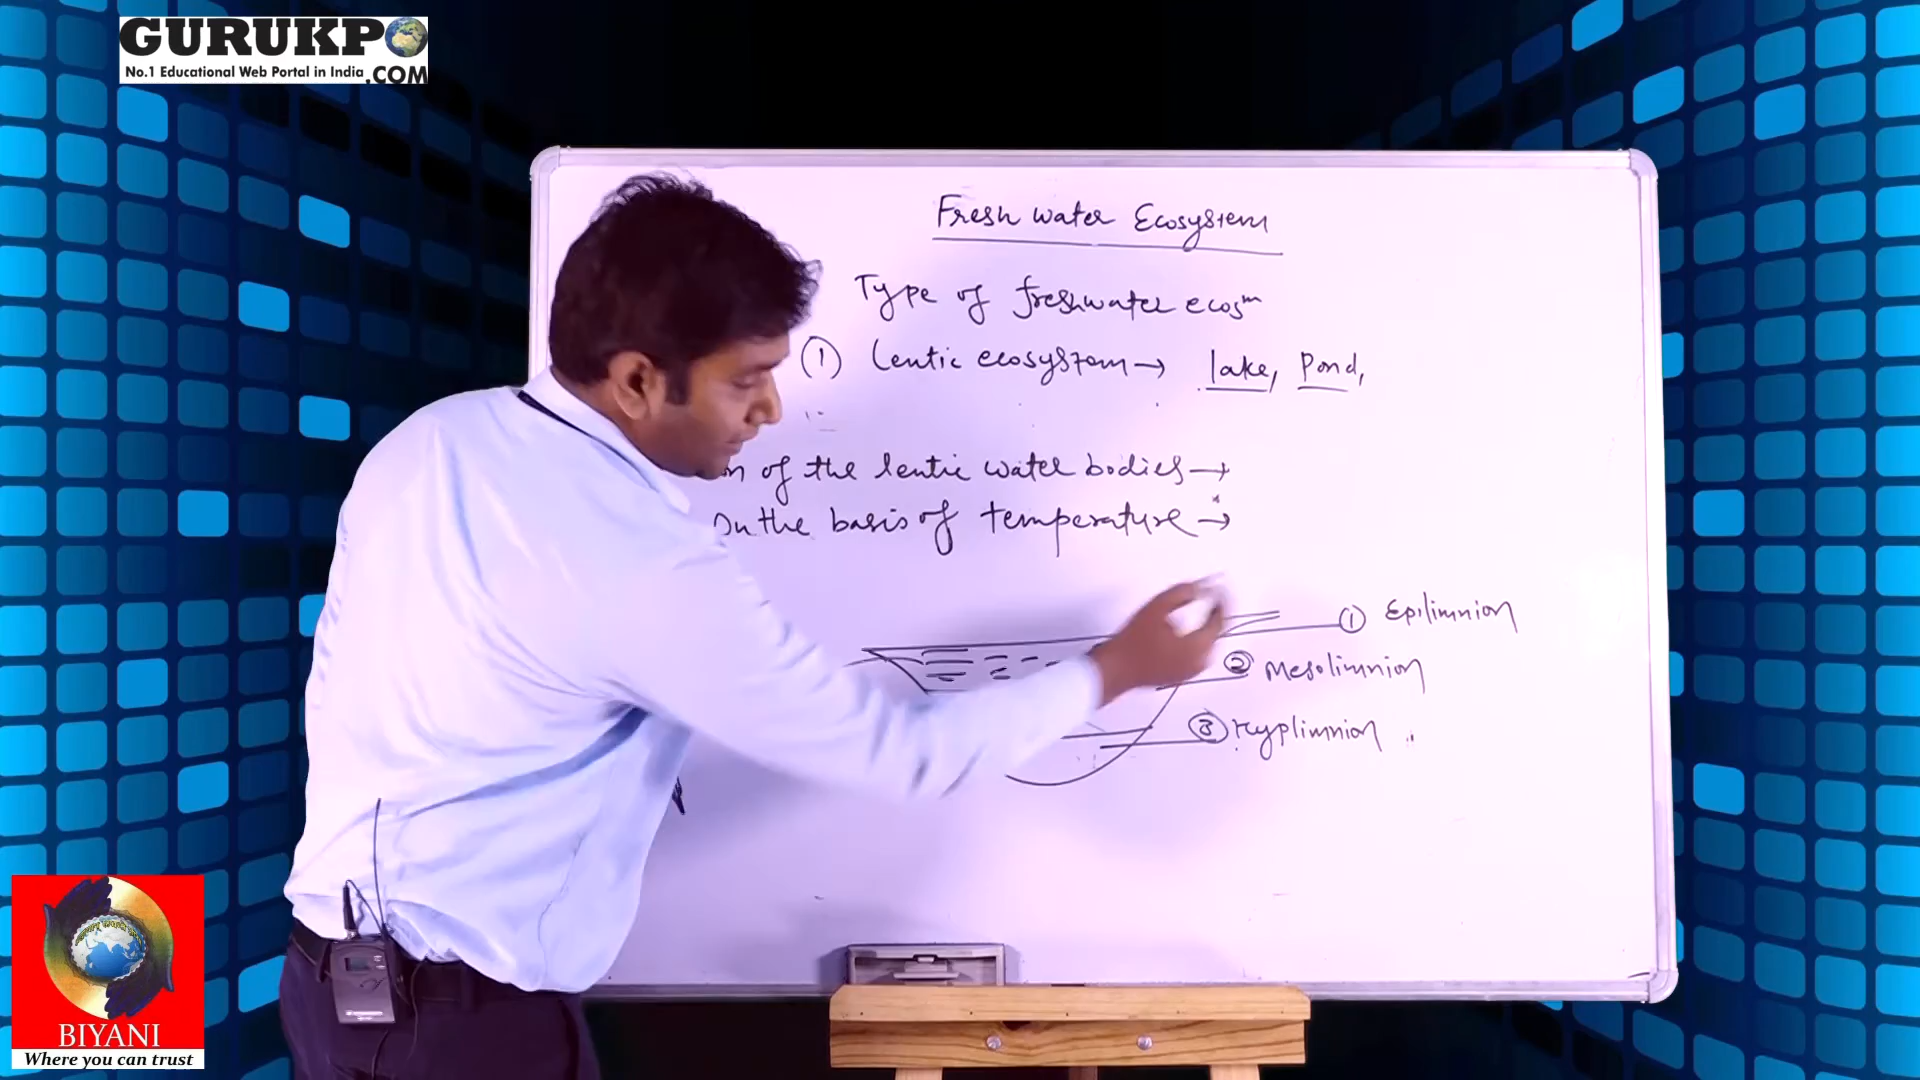 GURUKPO
No.1 Educational Web Portal in India .COM
Fresh water Ecosystem
Type of freshwater ecosm
① Lentic ecosystem → lake, Pond,
n of the lentic water bodies →
On the basis of temperature →
① Epilimnion
② Mesolimnion
③ Hyplimnion
BIYANI
Where you can trust